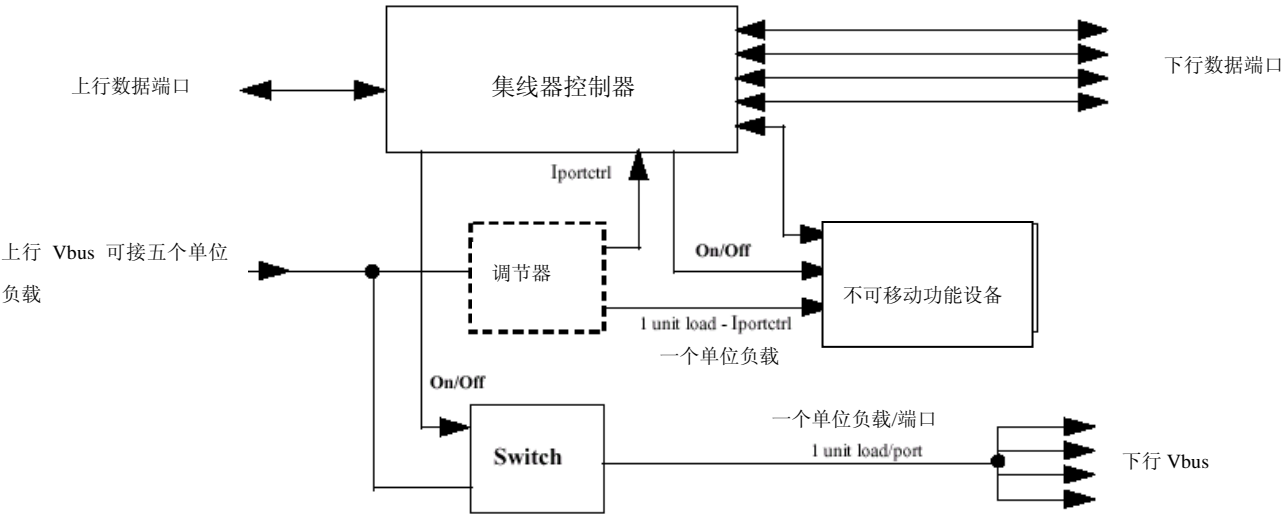 集线器控制器
下行数据端口
上行数据端口
Iportctrl
上行 Vbus 可接五个单位
负载
调节器
On/Off
不可移动功能设备
1 unit load - Iportctrl
一个单位负载
On/Off
Switch
一个单位负载/端口
1 unit load/port
下行 Vbus